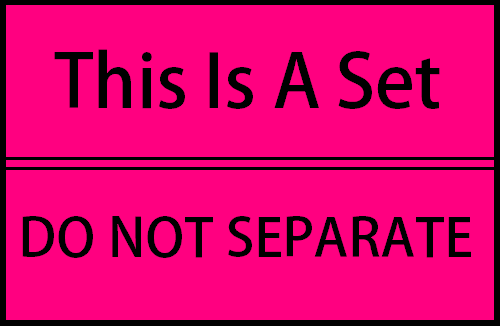 This Is A Set
DO NOT SEPARATE